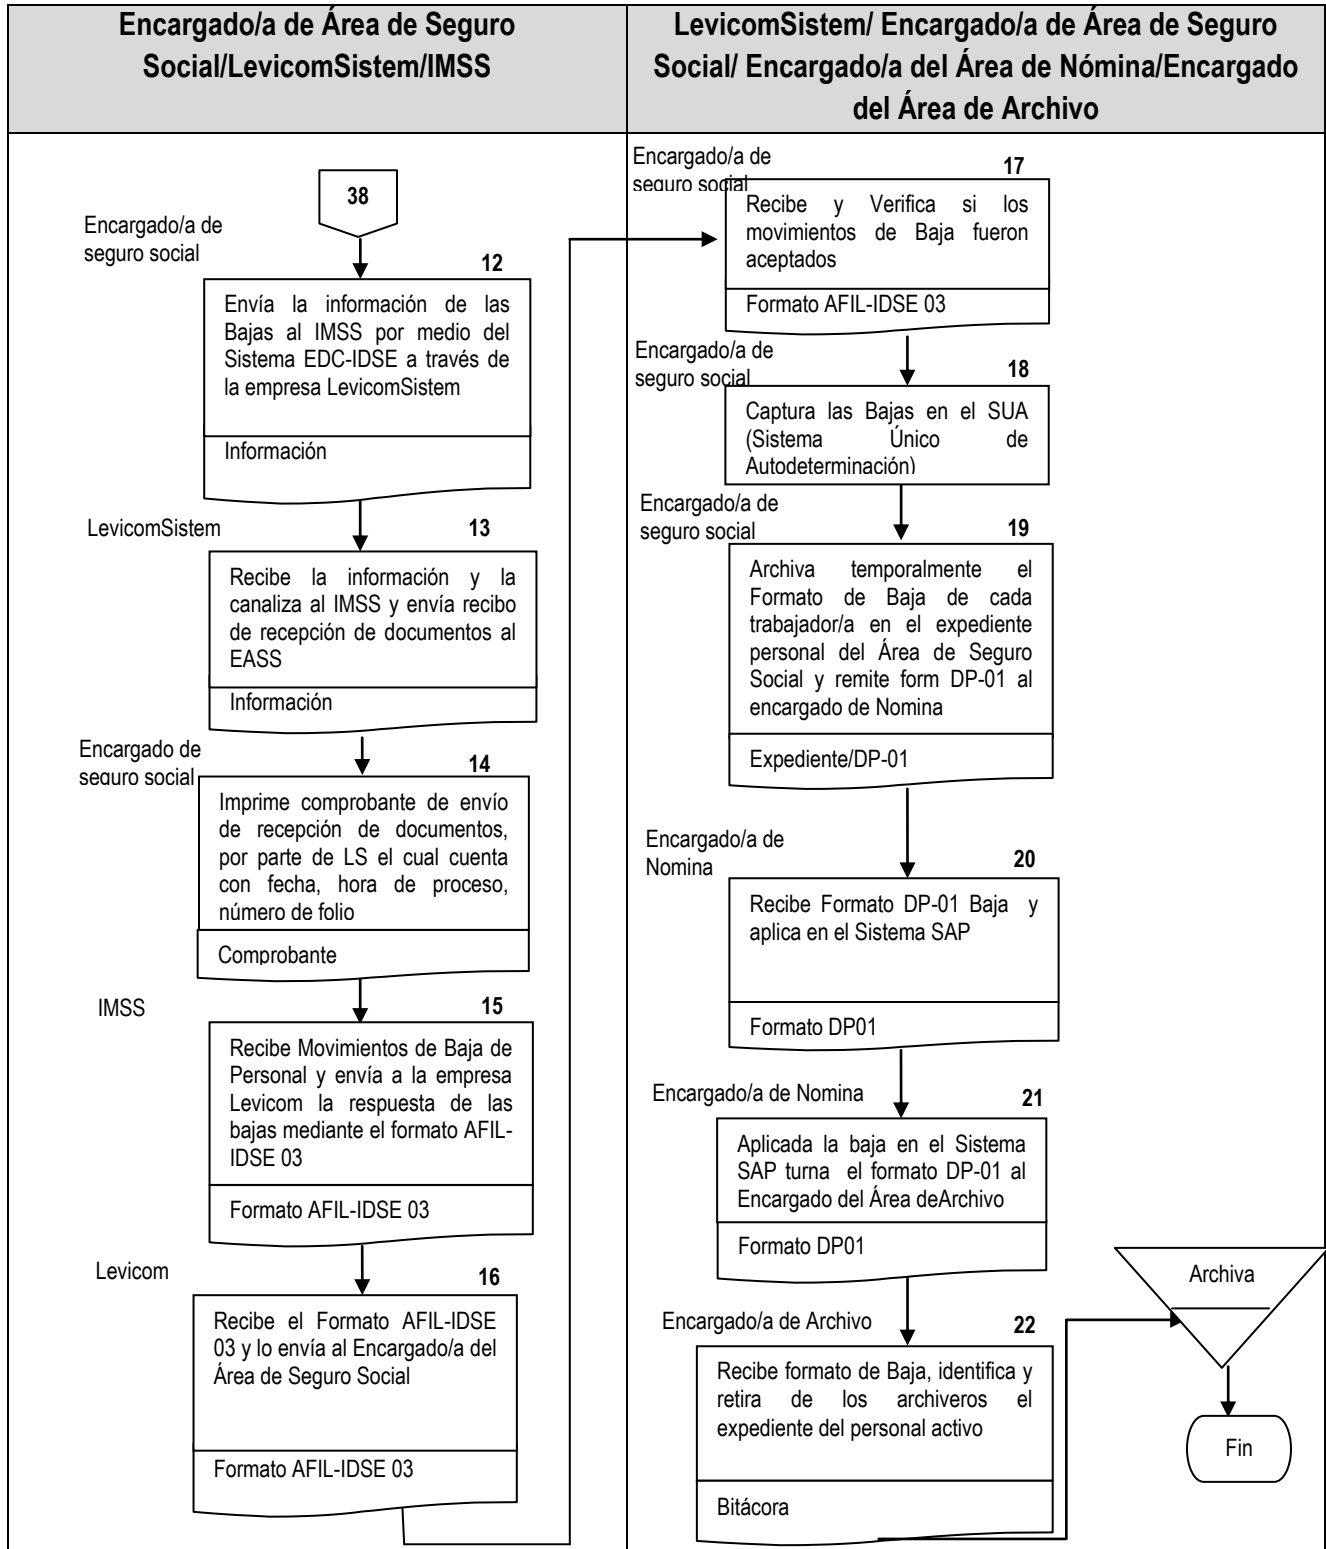 Encargado/a de Área de Seguro
Social/LevicomSistem/IMSS
LevicomSistem/ Encargado/a de Área de Seguro
Social/ Encargado/a del Área de Nómina/Encargado
del Área de Archivo
38
Encargado/a de
seguro social
12
Envía la información de las
Bajas al IMSS por medio del
Sistema EDC-IDSE a través de
la empresa LevicomSistem
Información
LevicomSistem
13
Recibe la información y la
canaliza al IMSS y envía recibo
de recepción de documentos al
EASS
Información
Encargado de
seguro social
14
Imprime comprobante de envío
de recepción de documentos,
por parte de LS el cual cuenta
con fecha, hora de proceso,
número de folio
Comprobante
IMSS
15
Recibe Movimientos de Baja de
Personal y envía a la empresa
Levicom la respuesta de las
bajas mediante el formato AFIL-
IDSE 03
Formato AFIL-IDSE 03
Levicom
16
Recibe el Formato AFIL-IDSE
03 y lo envía al Encargado/a del
Área de Seguro Social
Formato AFIL-IDSE 03
Encargado/a de
seguro social
17
Recibe y Verifica si los
movimientos de Baja fueron
aceptados
Formato AFIL-IDSE 03
Encargado/a de
seguro social
18
Captura las Bajas en el SUA
(Sistema Único de
Autodeterminación)
Encargado/a de
seguro social
19
Archiva temporalmente el
Formato de Baja de cada
trabajador/a en el expediente
personal del Área de Seguro
Social y remite form DP-01 al
encargado de Nomina
Expediente/DP-01
Encargado/a de
Nomina
20
Recibe Formato DP-01 Baja y
aplica en el Sistema SAP
Formato DP01
Encargado/a de Nomina
21
Aplicada la baja en el Sistema
SAP turna el formato DP-01 al
Encargado del Área deArchivo
Formato DP01
Encargado/a de Archivo
22
Recibe formato de Baja, identifica y
retira de los archiveros el
expediente del personal activo
Bitácora
Archiva
Fin